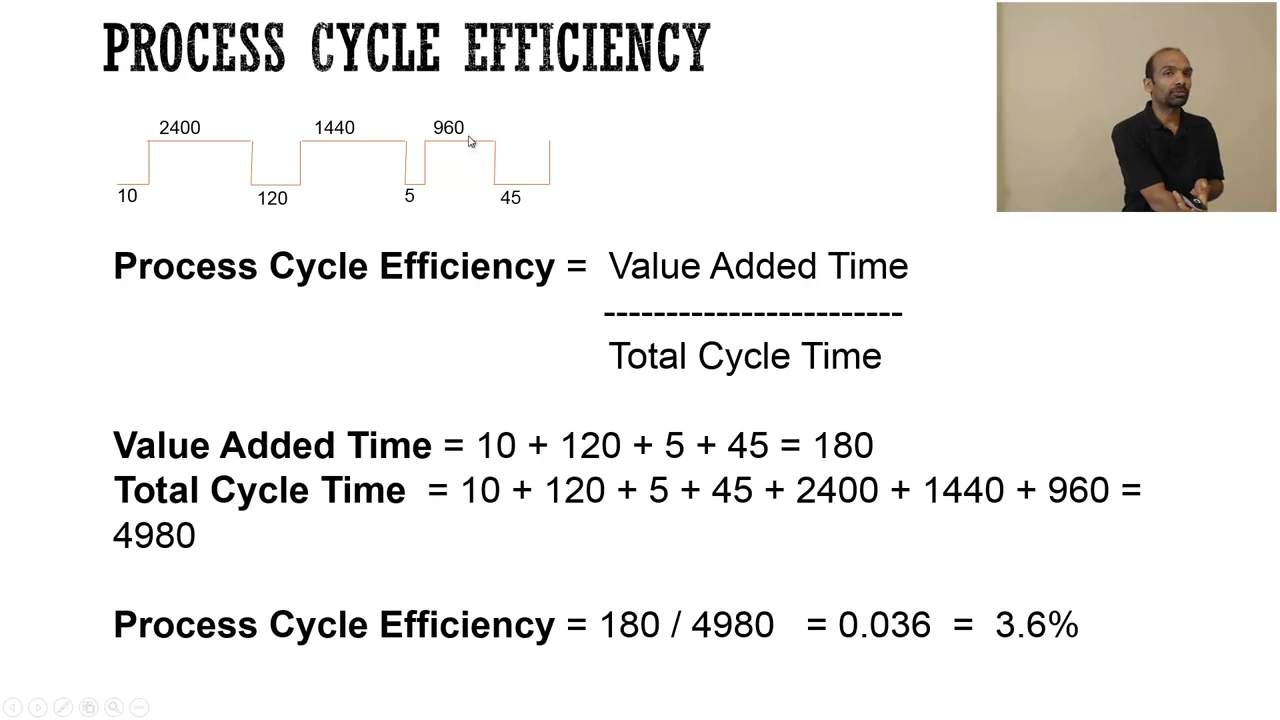 PROCESS CYCLE EFFICIENCY
2400 1440 960
10 120 5 45
Process Cycle Efficiency = Value Added Time
------------------------
Total Cycle Time
Value Added Time = 10 + 120 + 5 + 45 = 180
Total Cycle Time = 10 + 120 + 5 + 45 + 2400 + 1440 + 960 =
4980
Process Cycle Efficiency = 180 / 4980 = 0.036 = 3.6%